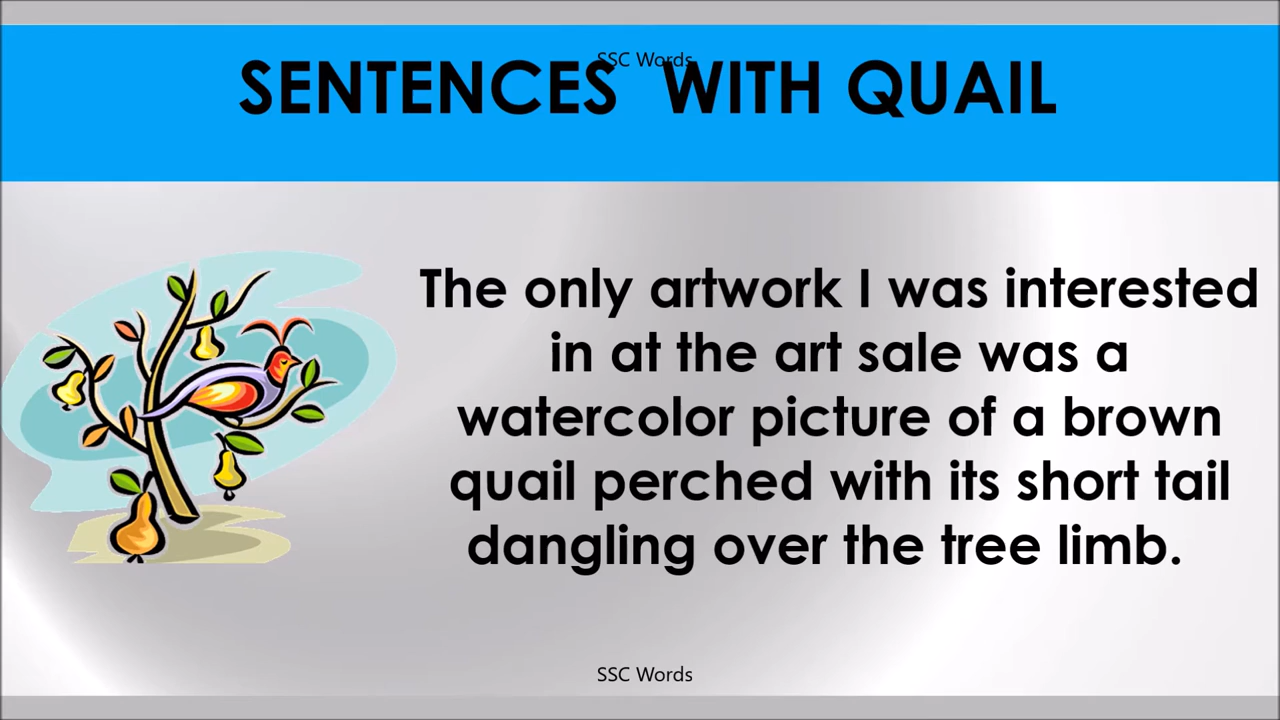 SSC Words
SENTENCES WITH QUAIL
The only artwork I was interested
in at the art sale was a
watercolor picture of a brown
quail perched with its short tail
dangling over the tree limb.
SSC Words